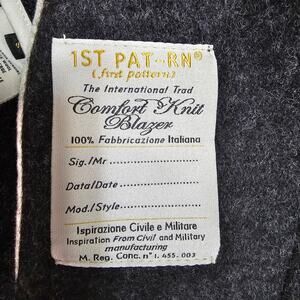 1ST PAT--RN®
(first pattern)
The International Trad
Comfort Knit
Blazer
100% Fabbricazione Italiana
Sig./Mr ........................
Data/Date ........................
Mod./Style........................
Ispirazione Civile e Militare
Inspiration From Civil and Military
manufacturing
M. Reg. Conc. n° 1. 455. 003